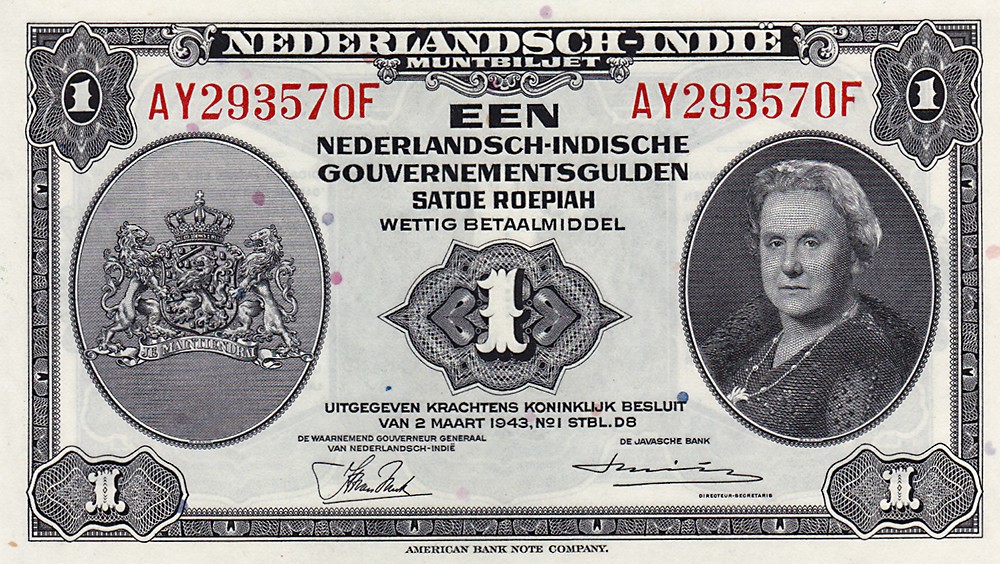 1 NEDERLANDSCH-INDIË 1
MUNTBILJET
AY293570F AY293570F
EEN
NEDERLANDSCH-INDISCHE
GOUVERNEMENTSGULDEN
SATOE ROEPIAH
WETTIG BETAALMIDDEL
1
JE MAINTIENDRAI
UITGEGEVEN KRACHTENS KONINKLIJK BESLUIT
VAN 2 MAART 1943, Nº1 STBL.D8
DE WAARNEMEND GOUVERNEUR GENERAAL
VAN NEDERLANDSCH-INDIË
DE JAVASCHE BANK
DIRECTEUR-SECRETARIS
1 1
AMERICAN BANK NOTE COMPANY.